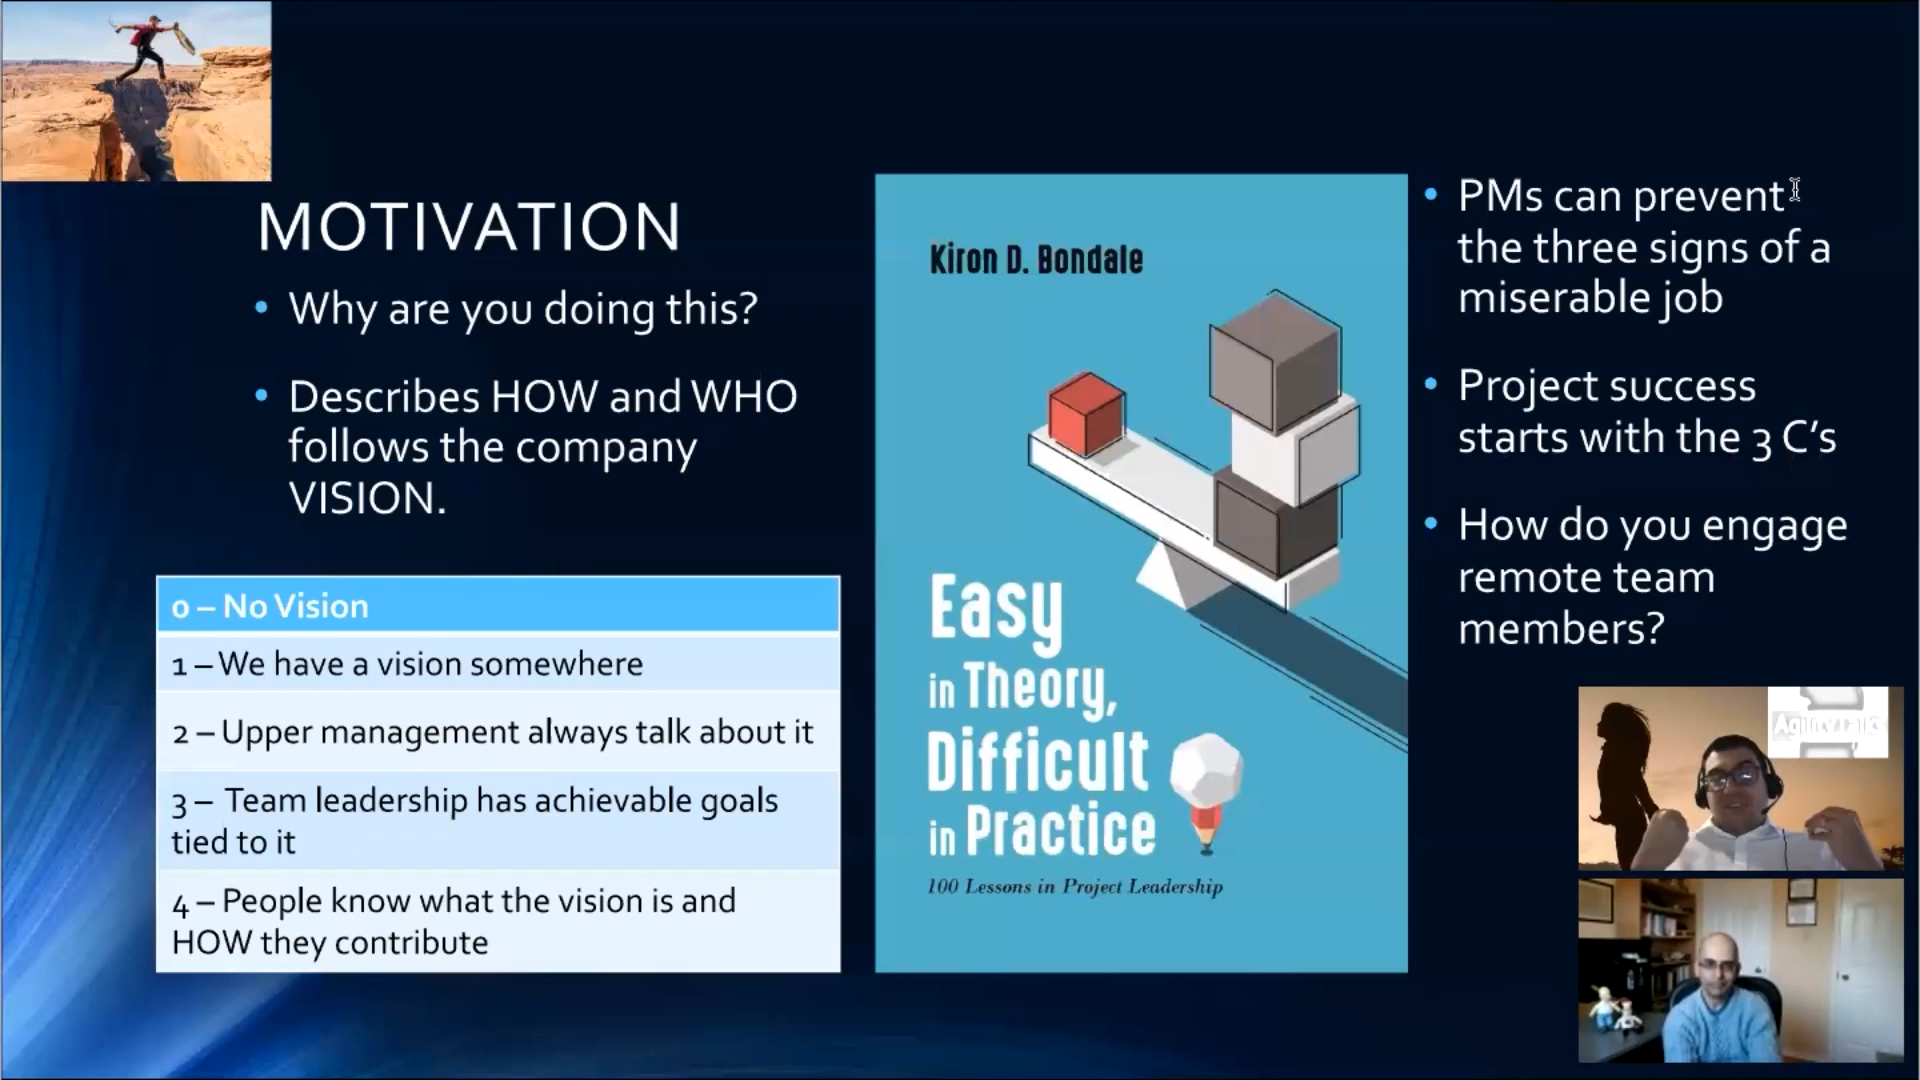 MOTIVATION
• Why are you doing this?
• Describes HOW and WHO
follows the company
VISION.
0 – No Vision
1 – We have a vision somewhere
2 – Upper management always talk about it
3 – Team leadership has achievable goals
tied to it
4 – People know what the vision is and
HOW they contribute
Kiron D. Bondale
Easy
in Theory,
Difficult
in Practice
100 Lessons in Project Leadership
• PMs can prevent
the three signs of a
miserable job
• Project success
starts with the 3 C’s
• How do you engage
remote team
members?
AgilityTalks